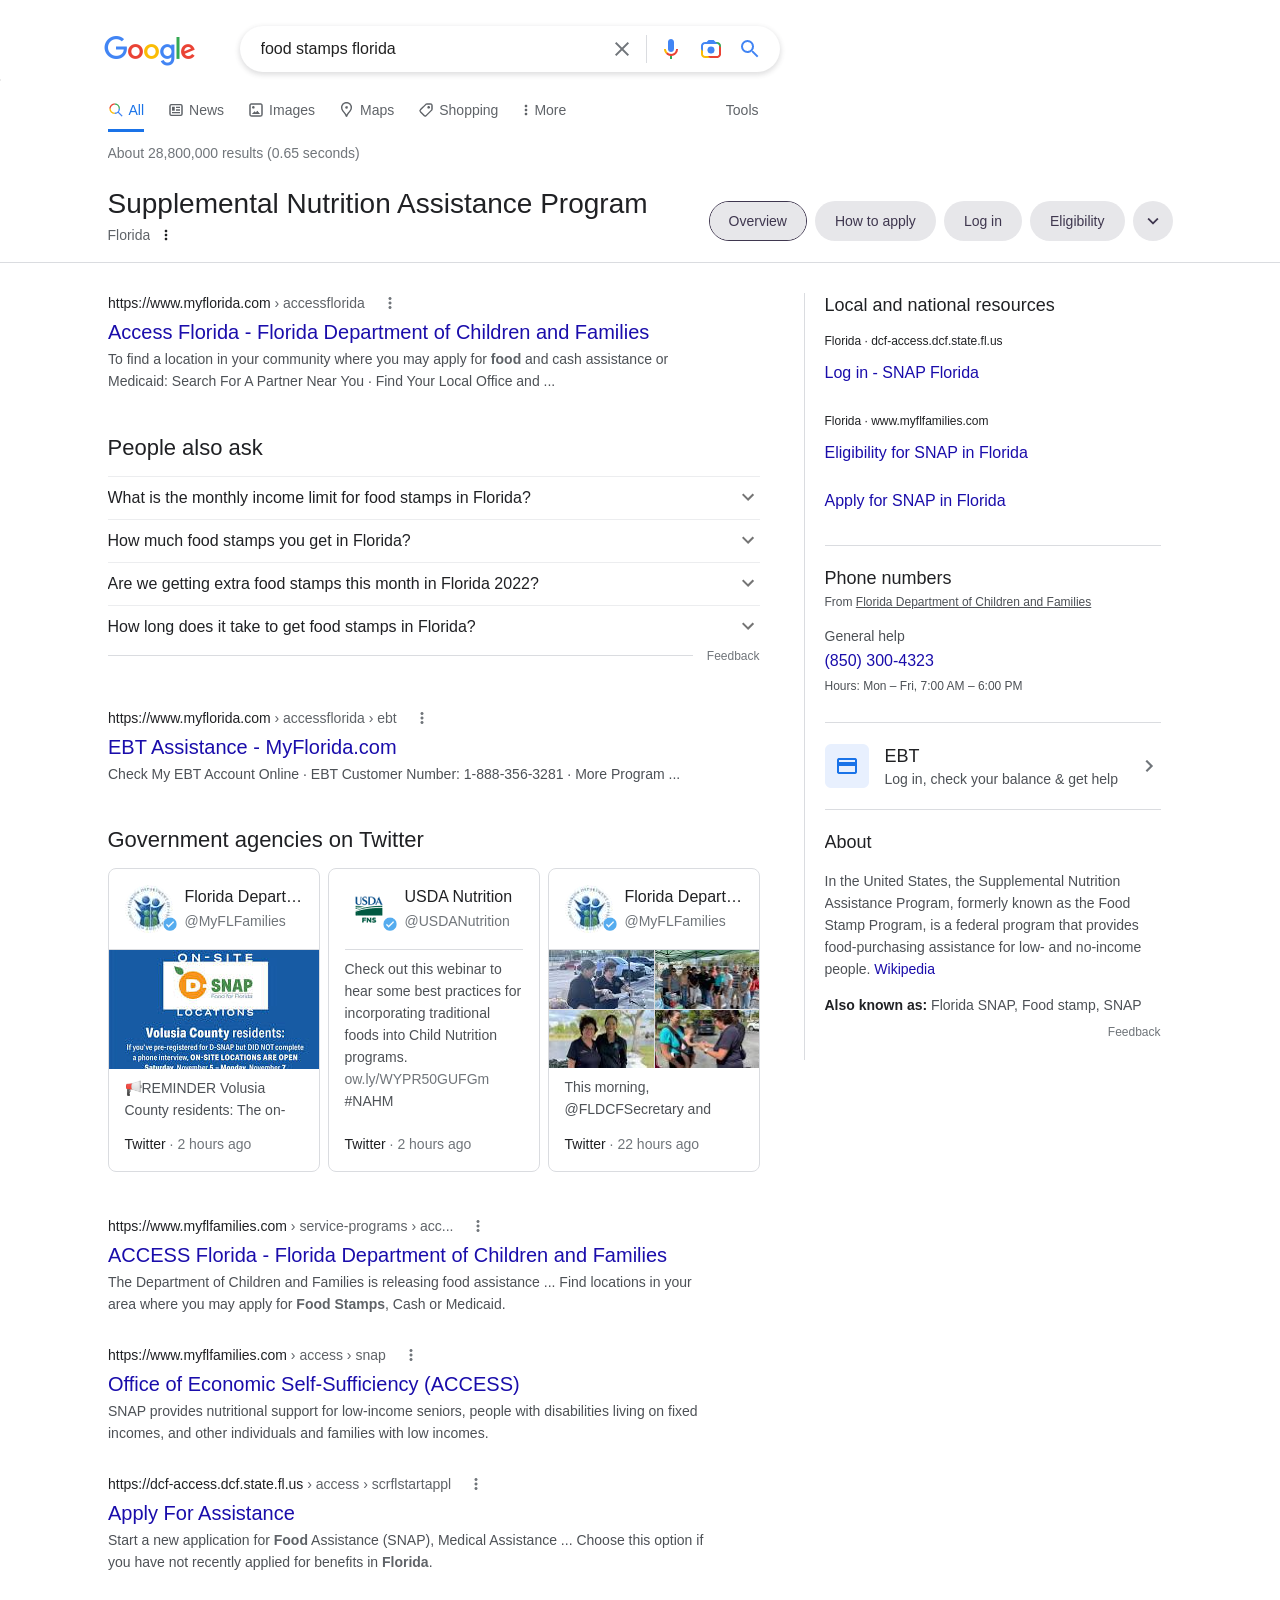 Google
food stamps florida
All
News
Images
Maps
Shopping
More
Tools
About 28,800,000 results (0.65 seconds)
Supplemental Nutrition Assistance Program
Florida
Overview
How to apply
Log in
Eligibility
https://www.myflorida.com › accessflorida
Access Florida - Florida Department of Children and Families
To find a location in your community where you may apply for food and cash assistance or
Medicaid: Search For A Partner Near You · Find Your Local Office and ...
People also ask
What is the monthly income limit for food stamps in Florida?
How much food stamps you get in Florida?
Are we getting extra food stamps this month in Florida 2022?
How long does it take to get food stamps in Florida?
Feedback
https://www.myflorida.com › accessflorida › ebt
EBT Assistance - MyFlorida.com
Check My EBT Account Online · EBT Customer Number: 1-888-356-3281 · More Program ...
Government agencies on Twitter
Florida Depart...
@MyFLFamilies
ON-SITE
D-SNAP
Food for Florida
LOCATIONS
Volusia County residents:
If you've pre-registered for D-SNAP but DID NOT complete
a phone interview, ON-SITE LOCATIONS ARE OPEN
Saturday, November 5 – Monday, November 7
📢REMINDER Volusia
County residents: The on-
Twitter · 2 hours ago
USDA Nutrition
@USDANutrition
USDA
FNS
Check out this webinar to
hear some best practices for
incorporating traditional
foods into Child Nutrition
programs.
ow.ly/WYPR50GUFGm
#NAHM
Twitter · 2 hours ago
Florida Depart...
@MyFLFamilies
This morning,
@FLDCFSecretary and
Twitter · 22 hours ago
https://www.myflfamilies.com › service-programs › acc...
ACCESS Florida - Florida Department of Children and Families
The Department of Children and Families is releasing food assistance ... Find locations in your
area where you may apply for Food Stamps, Cash or Medicaid.
https://www.myflfamilies.com › access › snap
Office of Economic Self-Sufficiency (ACCESS)
SNAP provides nutritional support for low-income seniors, people with disabilities living on fixed
incomes, and other individuals and families with low incomes.
https://dcf-access.dcf.state.fl.us › access › scrflstartappl
Apply For Assistance
Start a new application for Food Assistance (SNAP), Medical Assistance ... Choose this option if
you have not recently applied for benefits in Florida.
Local and national resources
Florida · dcf-access.dcf.state.fl.us
Log in - SNAP Florida
Florida · www.myflfamilies.com
Eligibility for SNAP in Florida
Apply for SNAP in Florida
Phone numbers
From Florida Department of Children and Families
General help
(850) 300-4323
Hours: Mon – Fri, 7:00 AM – 6:00 PM
EBT
Log in, check your balance & get help
About
In the United States, the Supplemental Nutrition
Assistance Program, formerly known as the Food
Stamp Program, is a federal program that provides
food-purchasing assistance for low- and no-income
people. Wikipedia
Also known as: Florida SNAP, Food stamp, SNAP
Feedback